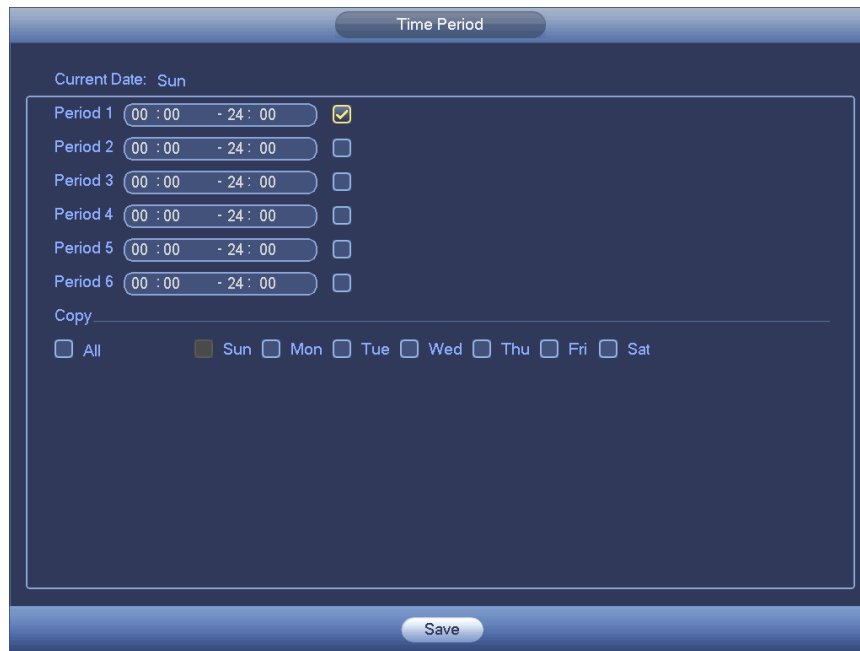 Time Period
Current Date: Sun
Period 1 00 :00 - 24 : 00
Period 2 00 :00 - 24 : 00
Period 3 00 :00 - 24 : 00
Period 4 00 :00 - 24 : 00
Period 5 00 :00 - 24 : 00
Period 6 00 :00 - 24 : 00
Copy
All Sun Mon Tue Wed Thu Fri Sat
Save